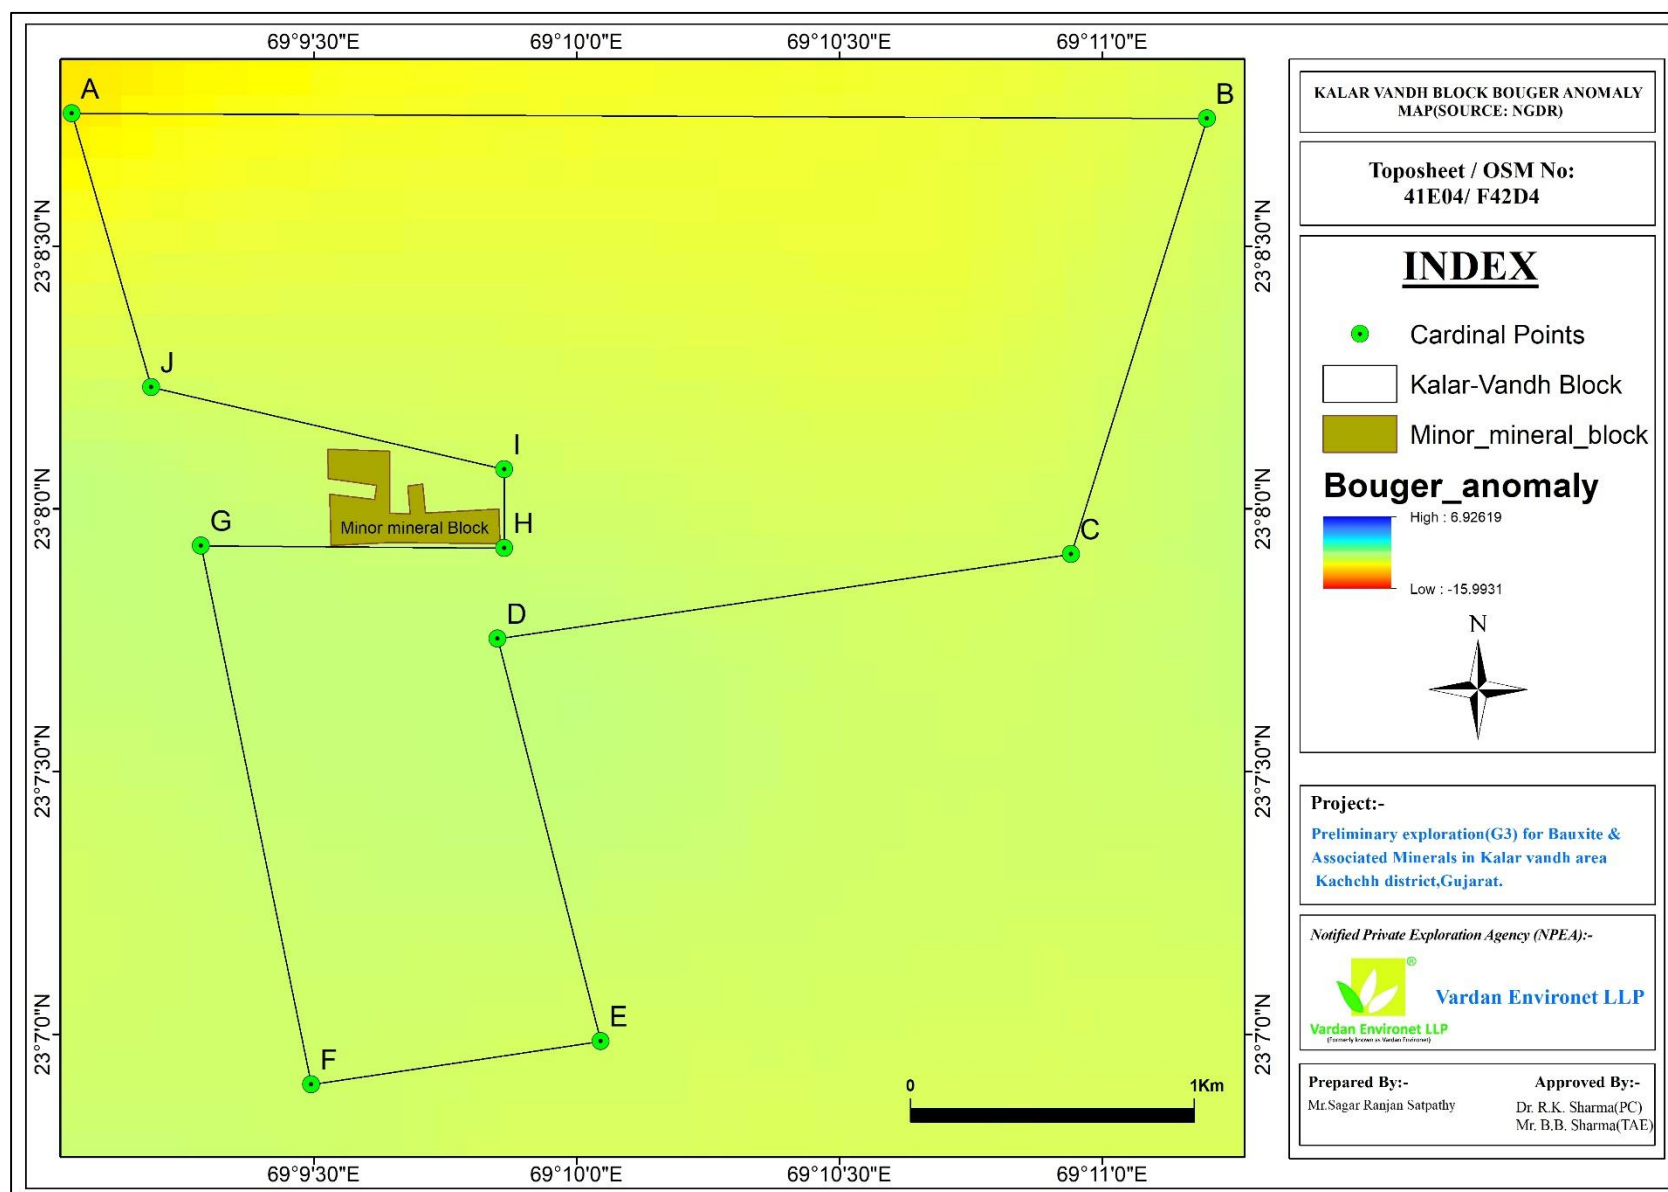 69°9'30"E
69°10'0"E
69°10'30"E
69°11'0"E
A
B
23°8'30"N
23°8'30"N
J
I
23°8'0"N
23°8'0"N
G
H
Minor mineral Block
C
D
23°7'30"N
23°7'30"N
23°7'0"N
23°7'0"N
E
F
0
1Km
69°9'30"E
69°10'0"E
69°10'30"E
69°11'0"E
KALAR VANDH BLOCK BOUGER ANOMALY
MAP(SOURCE: NGDR)
Toposheet / OSM No:
41E04/ F42D4
INDEX
Cardinal Points
Kalar-Vandh Block
Minor_mineral_block
Bouger_anomaly
High : 6.92619
Low : -15.9931
N
Project:-
Preliminary exploration(G3) for Bauxite &
Associated Minerals in Kalar vandh area
Kachchh district,Gujarat.
Notified Private Exploration Agency (NPEA):-
®
Vardan Environet LLP
Vardan Environet LLP
(Formerly known as Vardan Environet)
Prepared By:-
Mr.Sagar Ranjan Satpathy
Approved By:-
Dr. R.K. Sharma(PC)
Mr. B.B. Sharma(TAE)